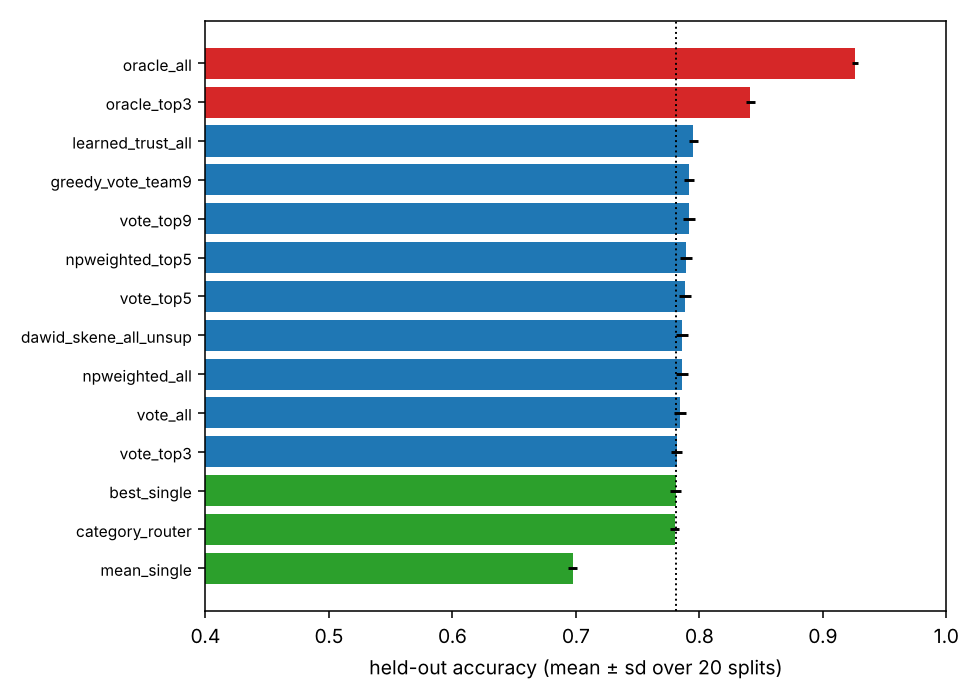 oracle_all
oracle_top3
learned_trust_all
greedy_vote_team9
vote_top9
npweighted_top5
vote_top5
dawid_skene_all_unsup
npweighted_all
vote_all
vote_top3
best_single
category_router
mean_single
0.4 0.5 0.6 0.7 0.8 0.9 1.0
held-out accuracy (mean ± sd over 20 splits)